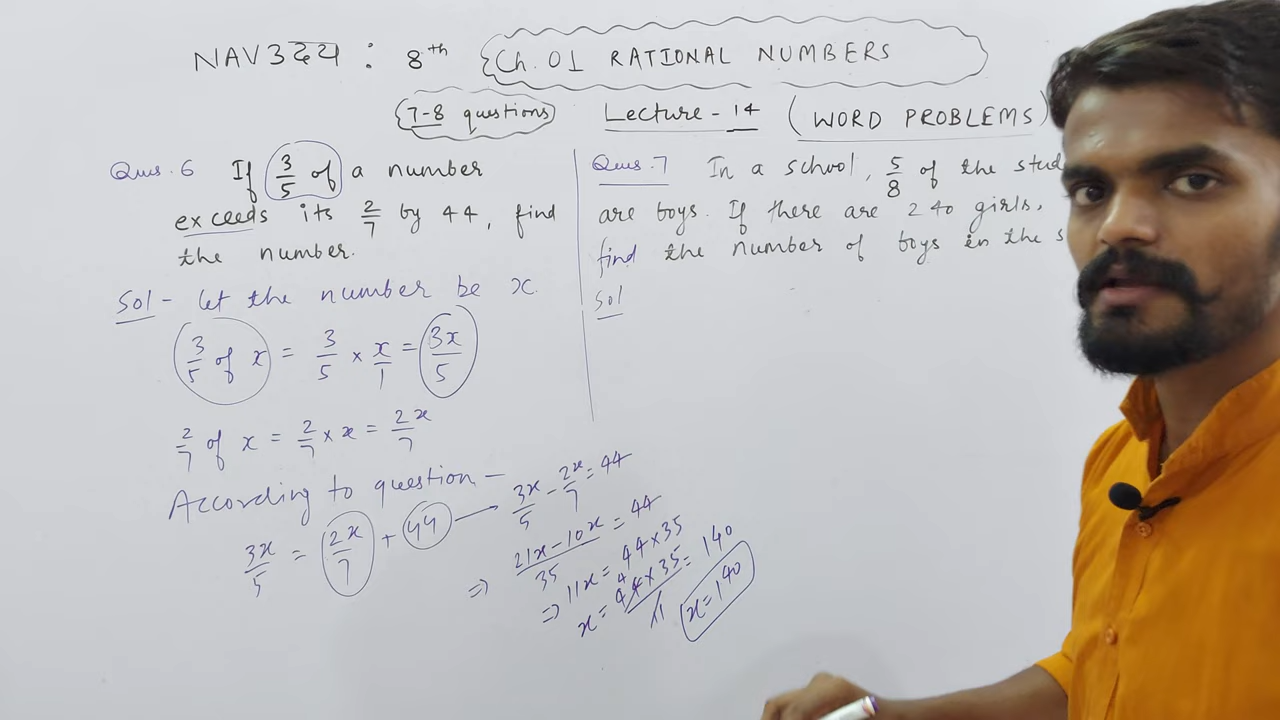 NAV3उदय : 8th Ch. 01 RATIONAL NUMBERS
7-8 questions Lecture - 14 (WORD PROBLEMS)
Ques. 6 If 3/5 of a number
exceeds its 2/7 by 44, find
the number.
Sol - let the number be x.
3/5 of x = 3/5 × x/1 = 3x/5
2/7 of x = 2/7 × x = 2x/7
According to question -
3x/5 = 2x/7 + 44
3x/5 - 2x/7 = 44
⇒ 21x - 10x/35 = 44
⇒ 11x = 44 × 35
x = 44 × 35/11 = 140
x = 140
Ques. 7 In a school, 5/8 of the stud
are boys. If there are 240 girls,
find the number of boys in the s
Sol